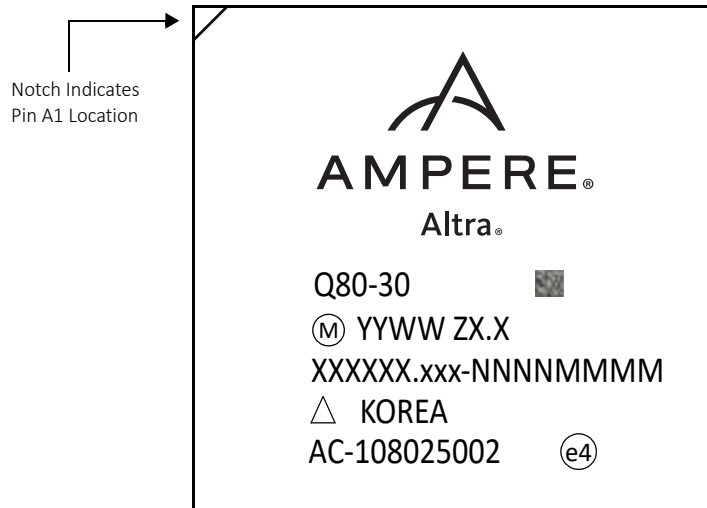 Notch Indicates
Pin A1 Location
AMPERE®
Altra®
Q80-30
Ⓜ YYWW ZX.X
XXXXXX.xxx-NNNNMMMM
△ KOREA
AC-108025002 e4